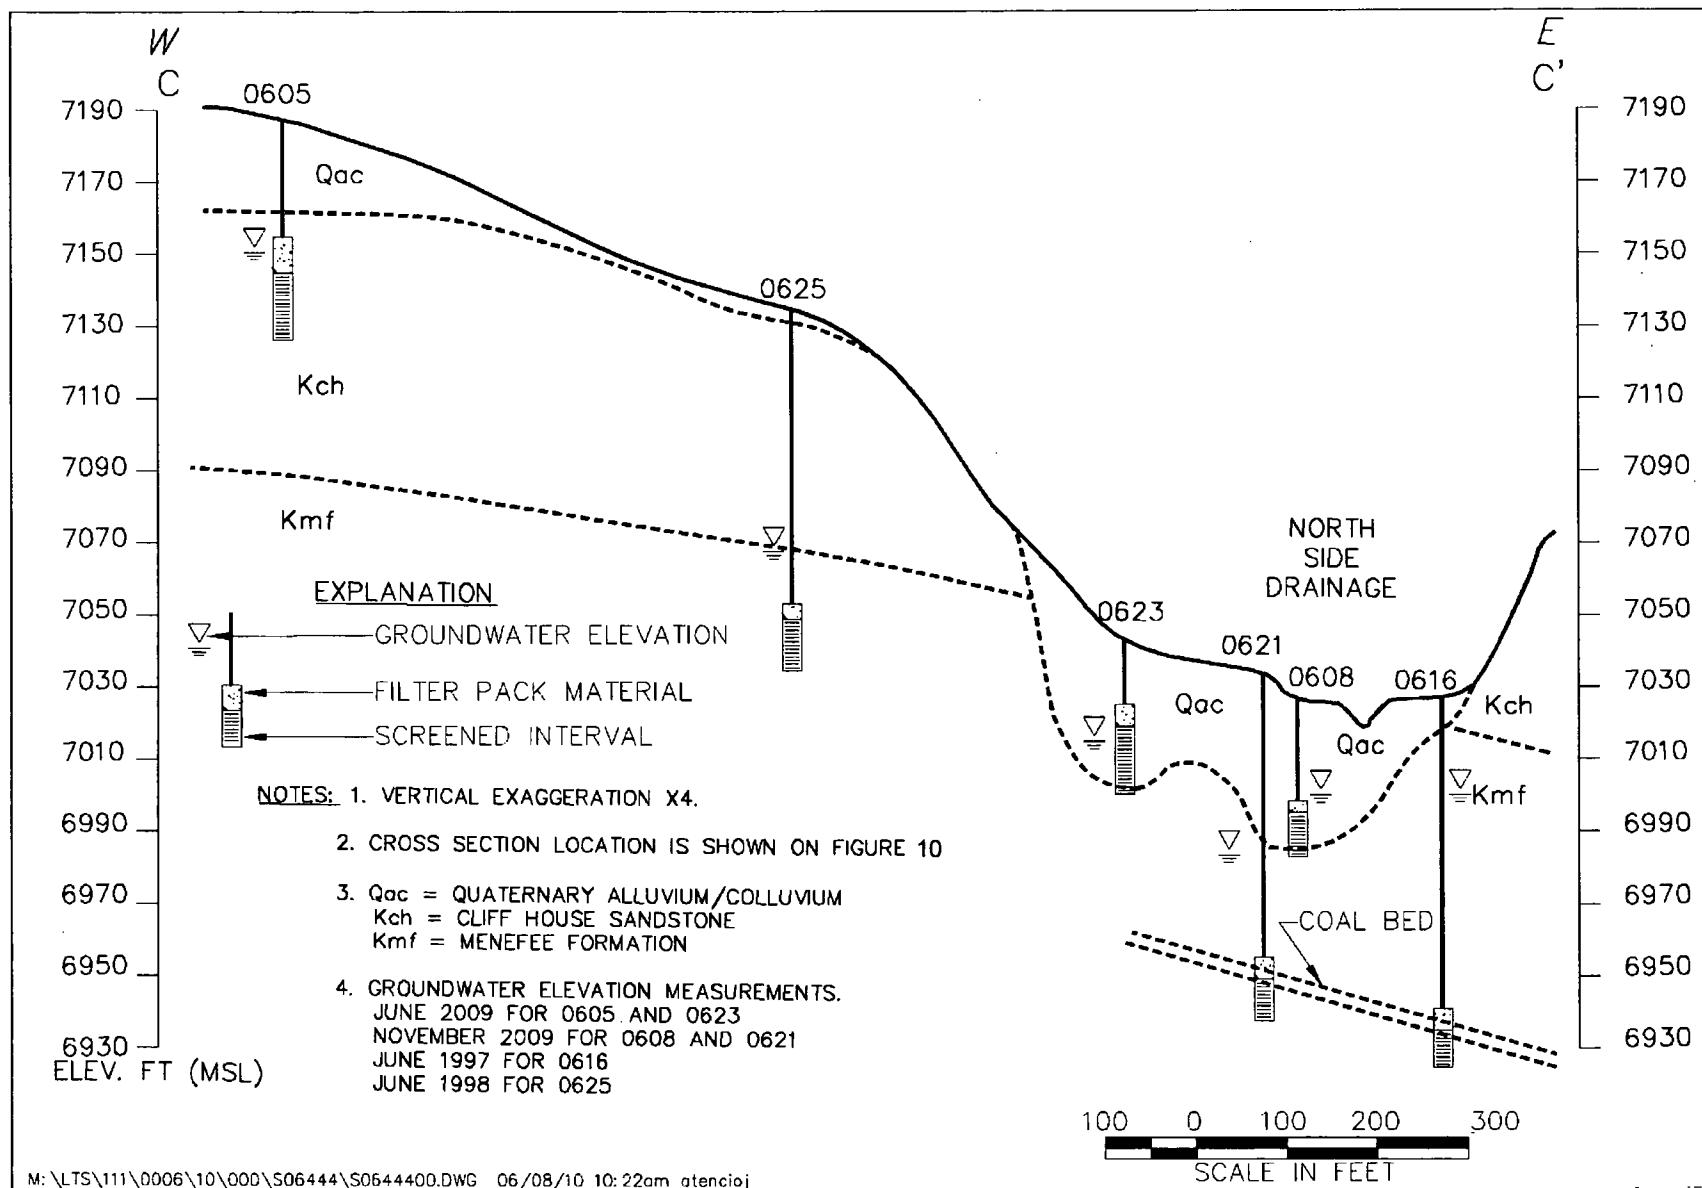 W
E
C
C'
0605
7190
7190
Qac
7170
7170
7150
7150
0625
7130
7130
Kch
7110
7110
7090
7090
Kmf
7070
7070
NORTH
SIDE
DRAINAGE
EXPLANATION
7050
7050
0623
GROUNDWATER ELEVATION
0621
7030
7030
0608
0616
FILTER PACK MATERIAL
Qac
Kch
SCREENED INTERVAL
Qac
7010
7010
Kmf
NOTES: 1. VERTICAL EXAGGERATION X4.
6990
6990
2. CROSS SECTION LOCATION IS SHOWN ON FIGURE 10
3. Qac = QUATERNARY ALLUVIUM/COLLUVIUM
6970
6970
Kch = CLIFF HOUSE SANDSTONE
COAL BED
Kmf = MENEFEE FORMATION
6950
6950
4. GROUNDWATER ELEVATION MEASUREMENTS.
JUNE 2009 FOR 0605 AND 0623
NOVEMBER 2009 FOR 0608 AND 0621
6930
6930
JUNE 1997 FOR 0616
ELEV. FT (MSL)
JUNE 1998 FOR 0625
100 0 100 200 300
SCALE IN FEET
M:\LTS\111\0006\10\000\S06444\S0644400.DWG 06/08/10 10:22am atencioj